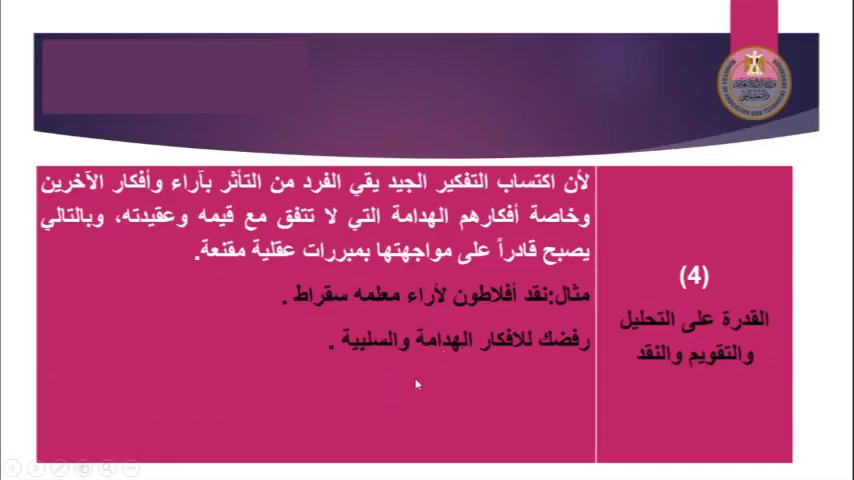 (4)
القدرة على التحليل
والتقويم والنقد
لأن اكتساب التفكير الجيد يقي الفرد من التأثر بآراء وأفكار الآخرين
وخاصة أفكارهم الهدامة التي لا تتفق مع قيمه وعقيدته، وبالتالي
يصبح قادراً على مواجهتها بمبررات عقلية مقنعة.
مثال:نقد أفلاطون لأراء معلمه سقراط .
رفضك للافكار الهدامة والسلبية .